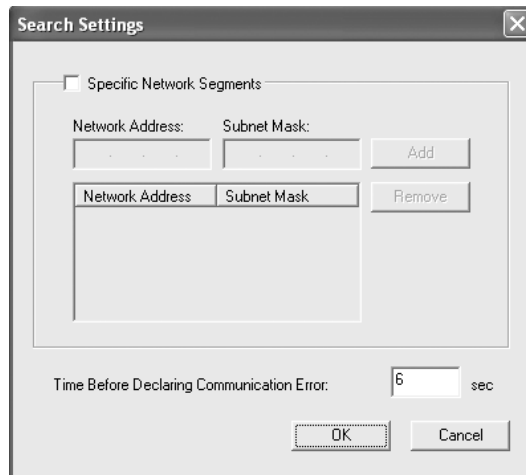 Search Settings
Specific Network Segments
Network Address: Subnet Mask:
. . . . . . Add
Network Address Subnet Mask Remove
Time Before Declaring Communication Error: 6 sec
OK Cancel